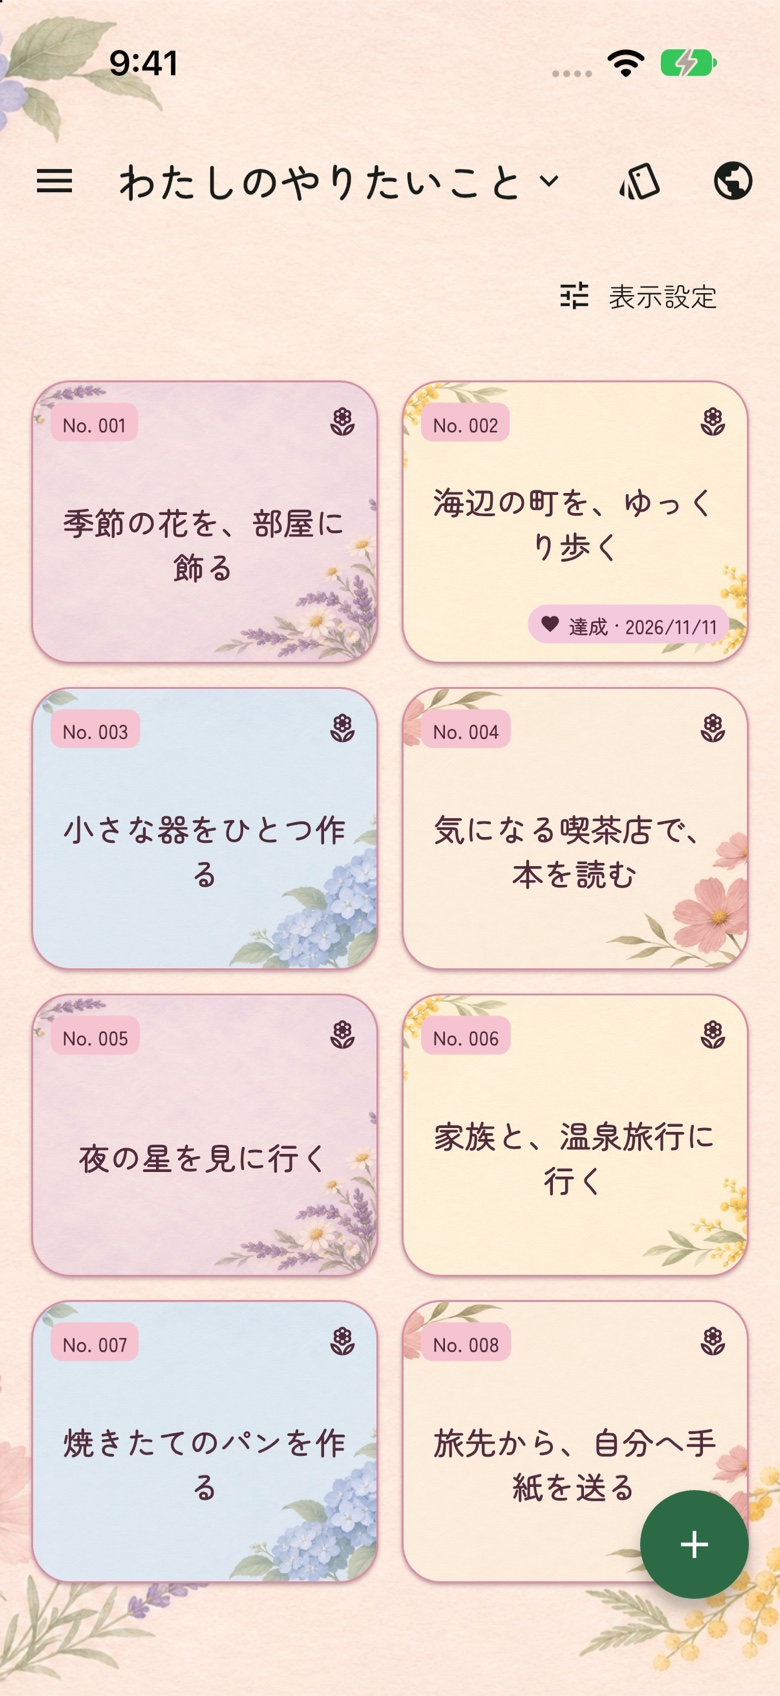 9:41
わたしのやりたいこと
表示設定
No. 001
季節の花を、部屋に
飾る
No. 002
海辺の町を、ゆっく
り歩く
達成・2026/11/11
No. 003
小さな器をひとつ作
る
No. 004
気になる喫茶店で、
本を読む
No. 005
夜の星を見に行く
No. 006
家族と、温泉旅行に
行く
No. 007
焼きたてのパンを作
る
No. 008
旅先から、自分へ手
紙を送る